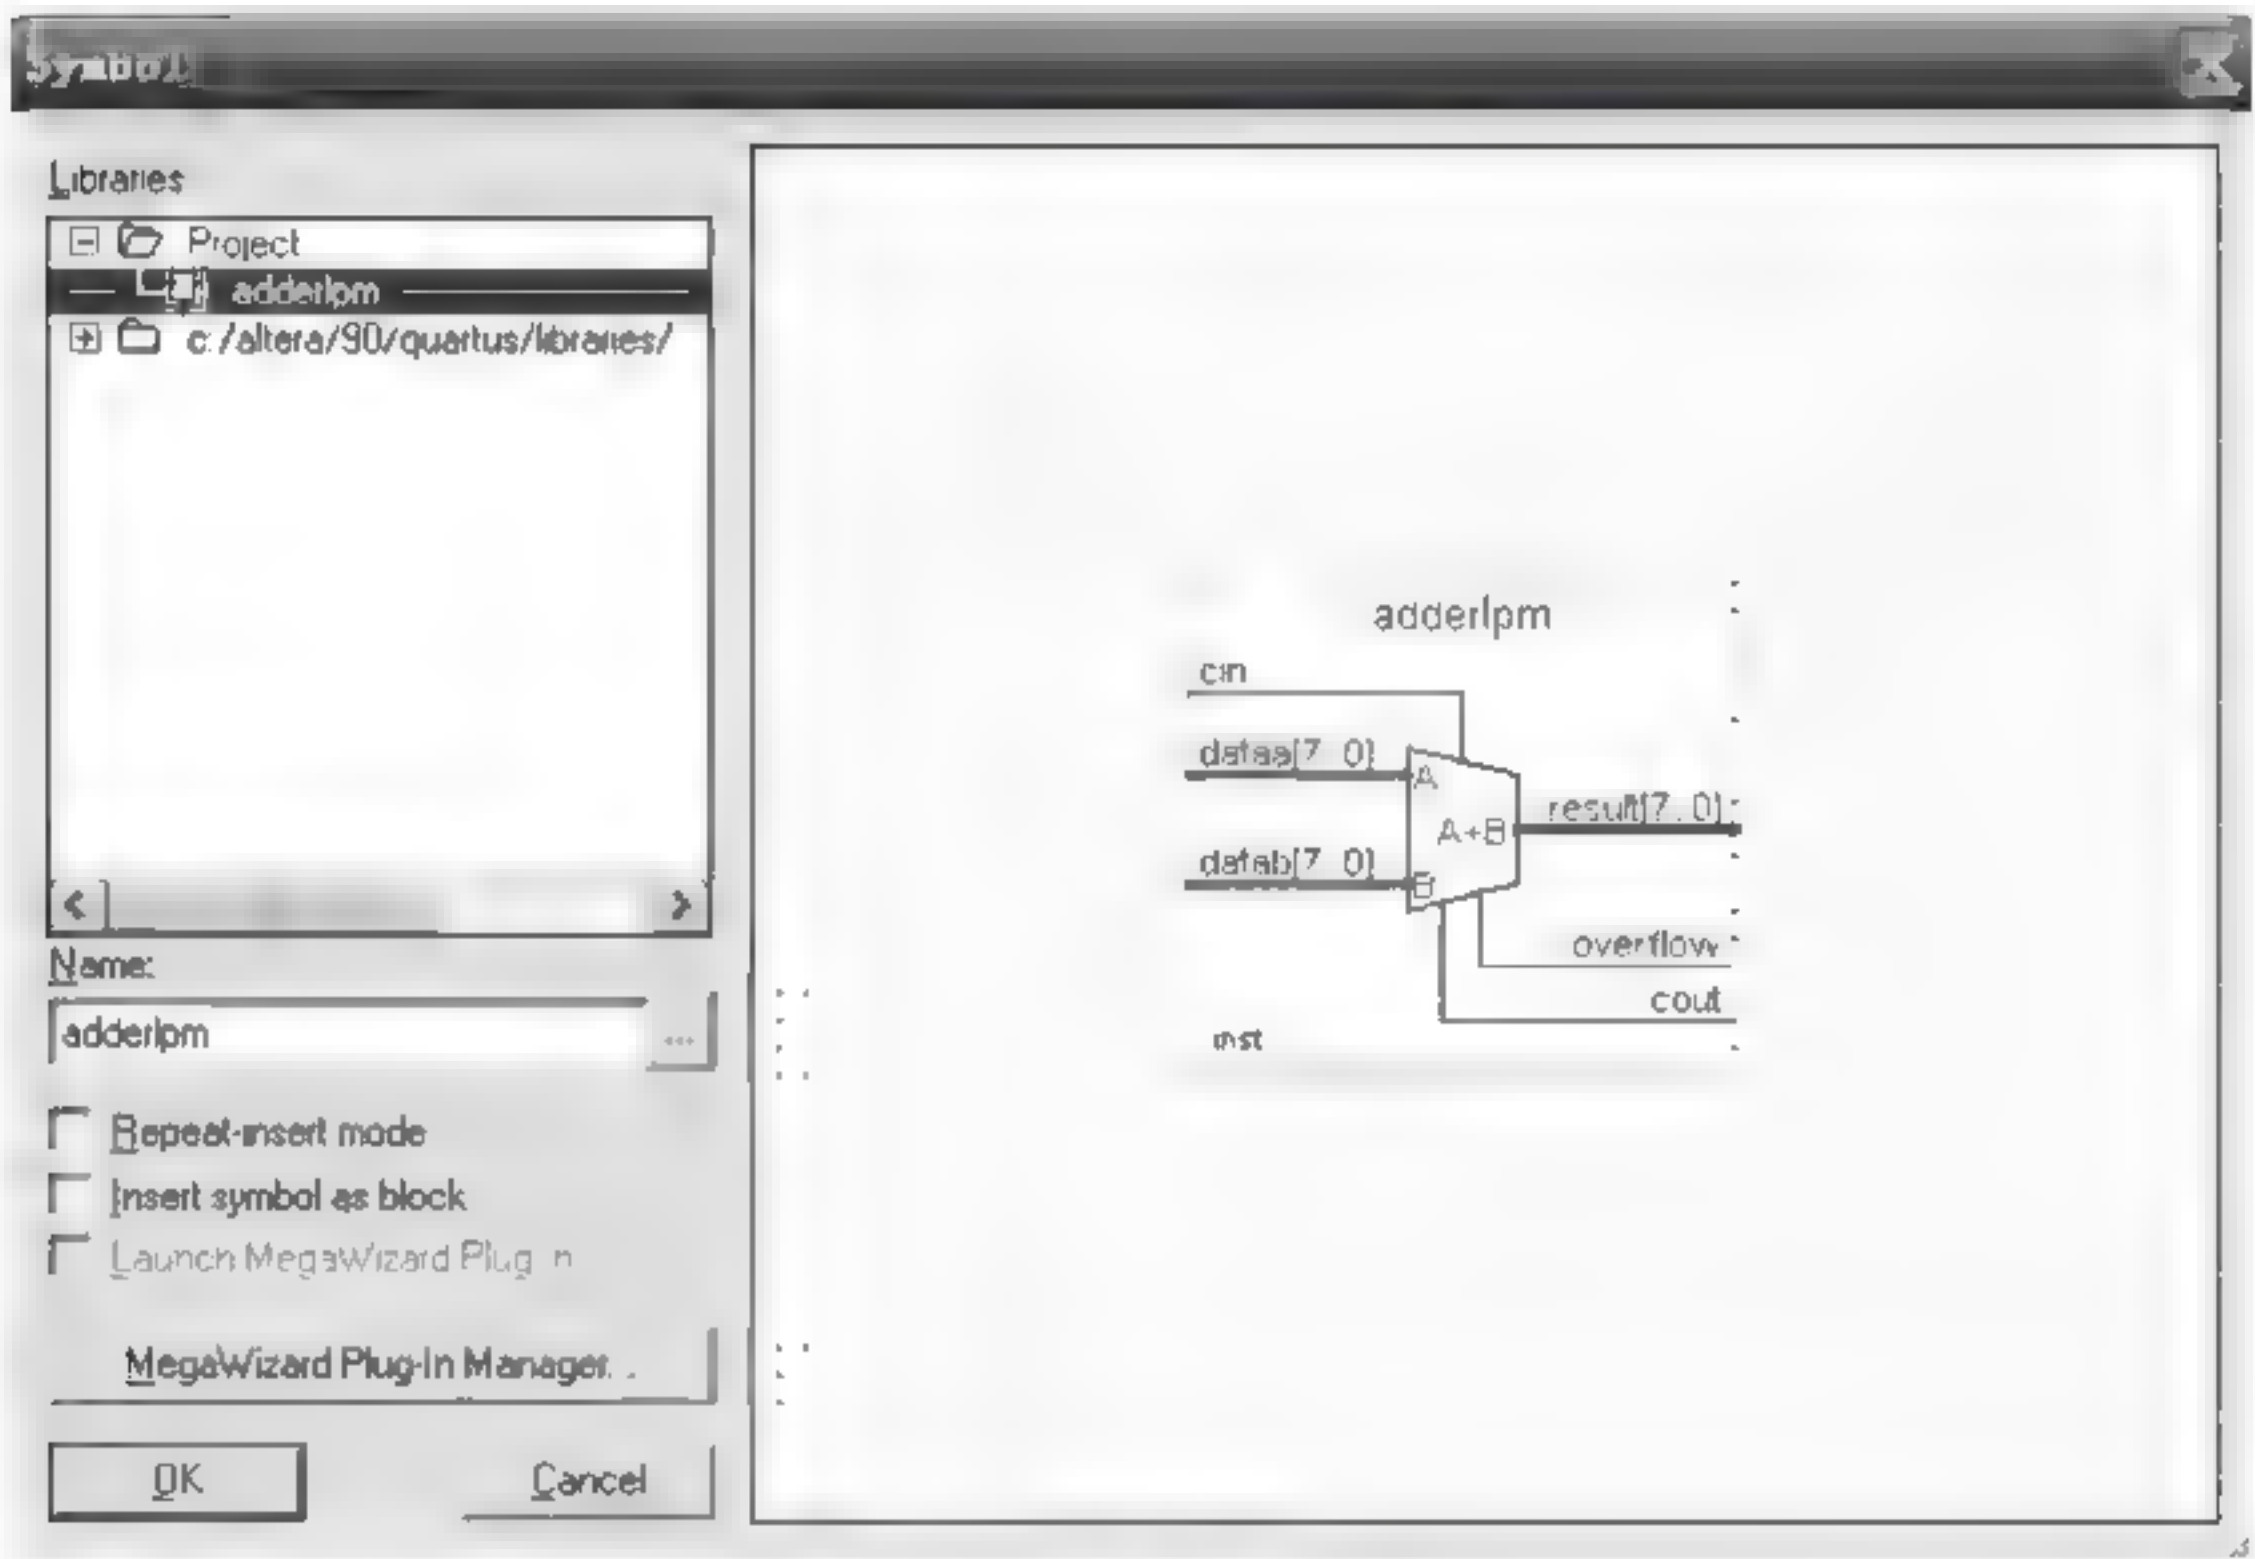 Symbol
Libraries
Project
adderlpm
c:/altera/90/quartus/libraries/
Name:
adderlpm
...
Repeat-insert mode
Insert symbol as block
Launch MegaWizard Plug-In
MegaWizard Plug-In Manager...
OK
Cancel
adderlpm
cin
dataa[7..0]
A
result[7..0]
A+B
datab[7..0]
B
overflow
cout
inst